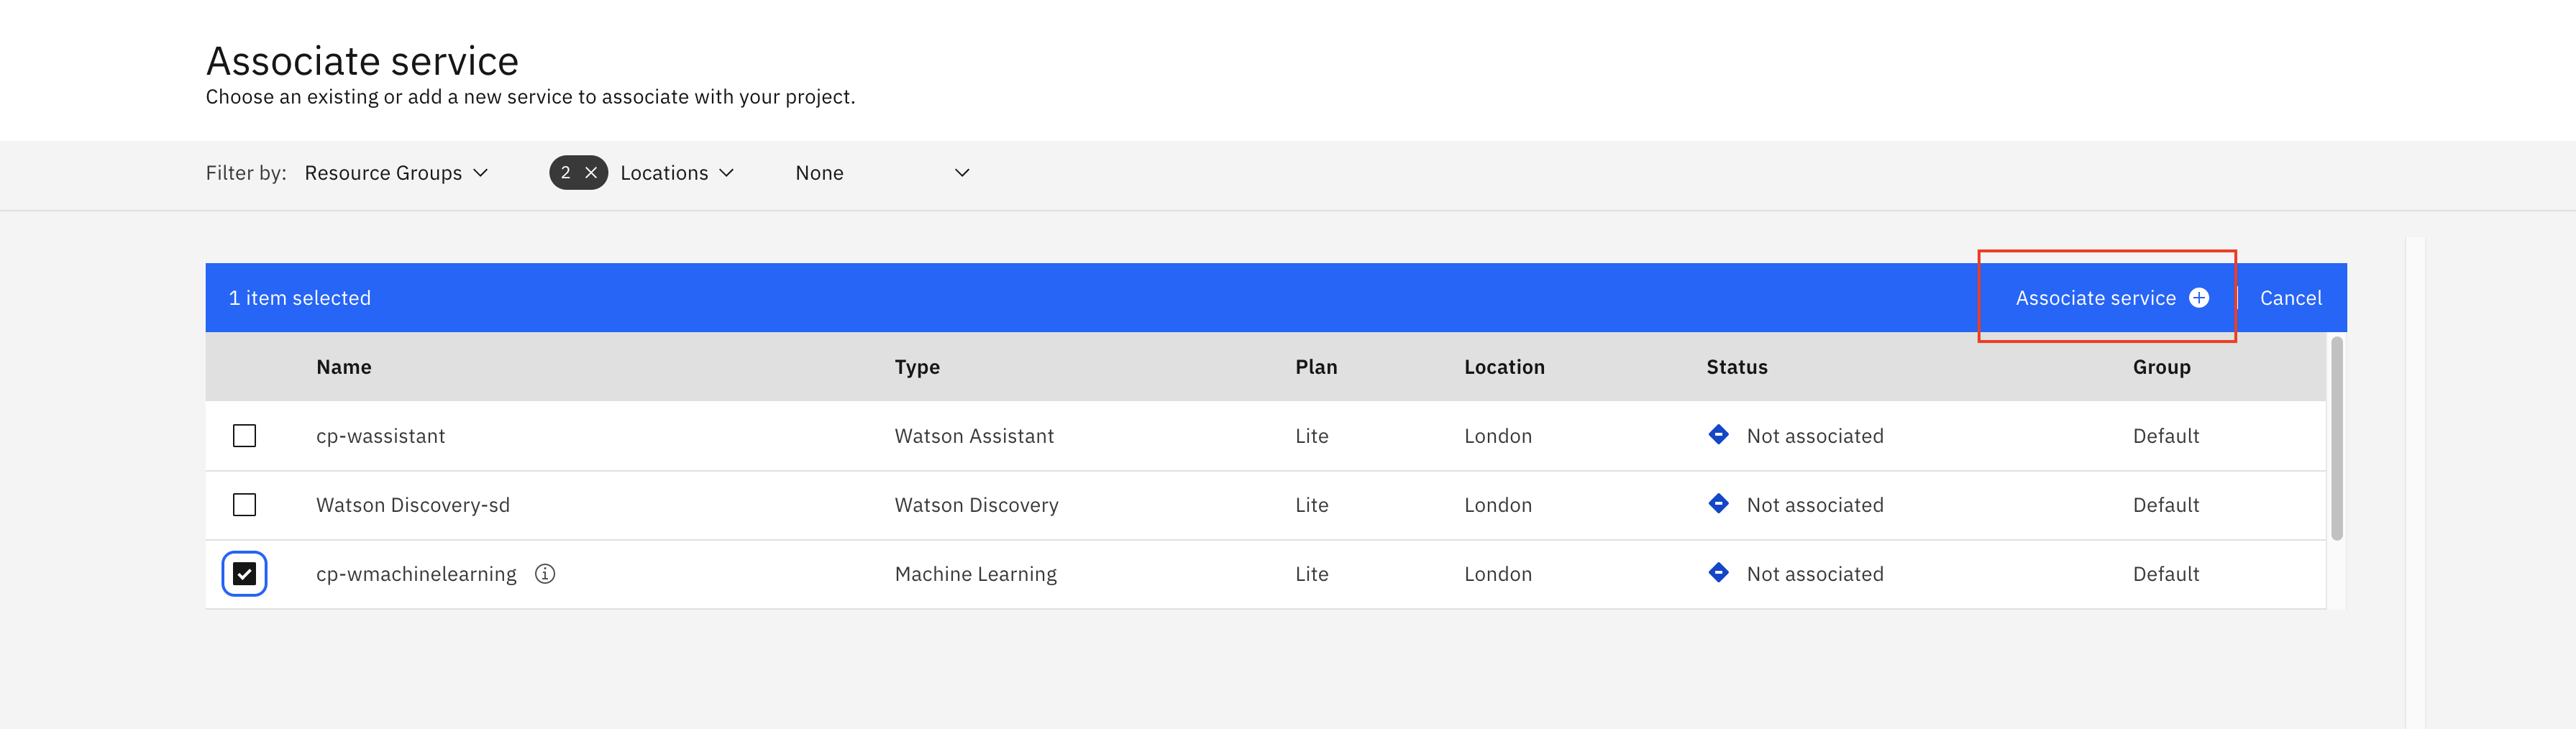 Associate service
Choose an existing or add a new service to associate with your project.
Filter by: Resource Groups 2 Locations None
1 item selected Associate service Cancel
Name Type Plan Location Status Group
cp-wassistant Watson Assistant Lite London Not associated Default
Watson Discovery-sd Watson Discovery Lite London Not associated Default
cp-wmachinelearning Machine Learning Lite London Not associated Default